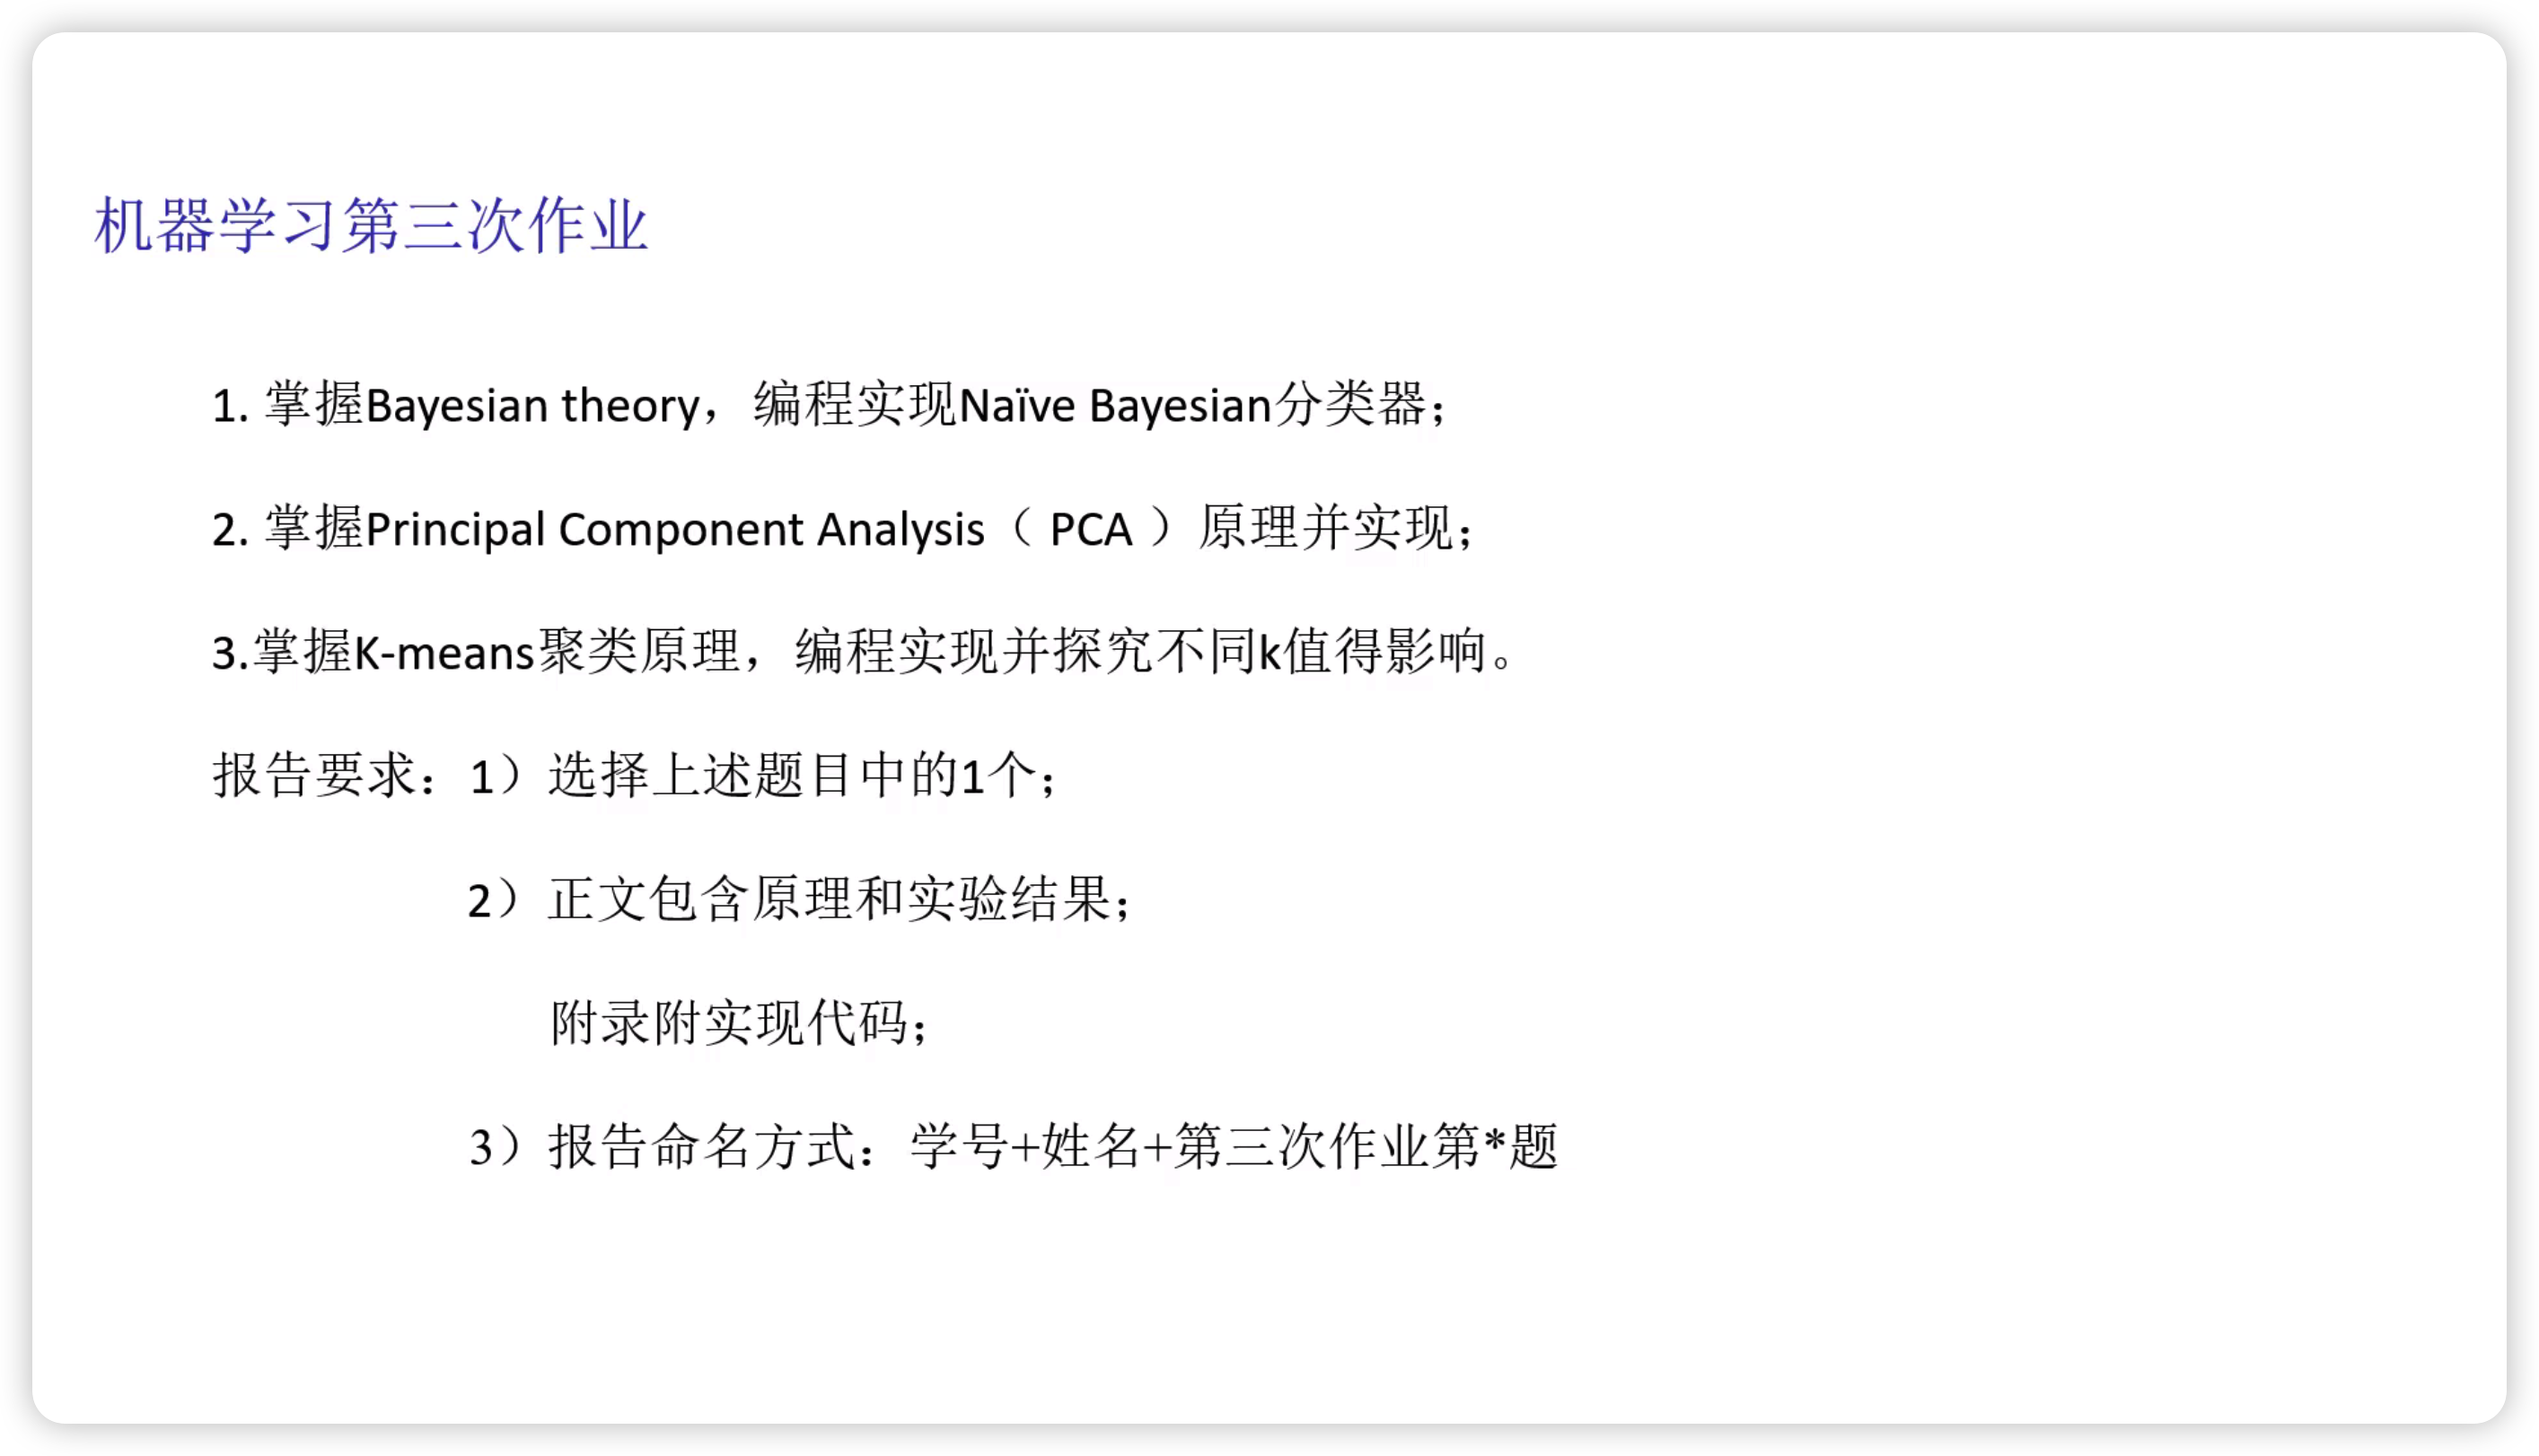 机器学习第三次作业
1. 掌握Bayesian theory，编程实现Naïve Bayesian分类器；
2. 掌握Principal Component Analysis（ PCA ）原理并实现；
3.掌握K-means聚类原理，编程实现并探究不同k值得影响。
报告要求：1）选择上述题目中的1个；
2）正文包含原理和实验结果；
附录附实现代码；
3）报告命名方式：学号+姓名+第三次作业第*题